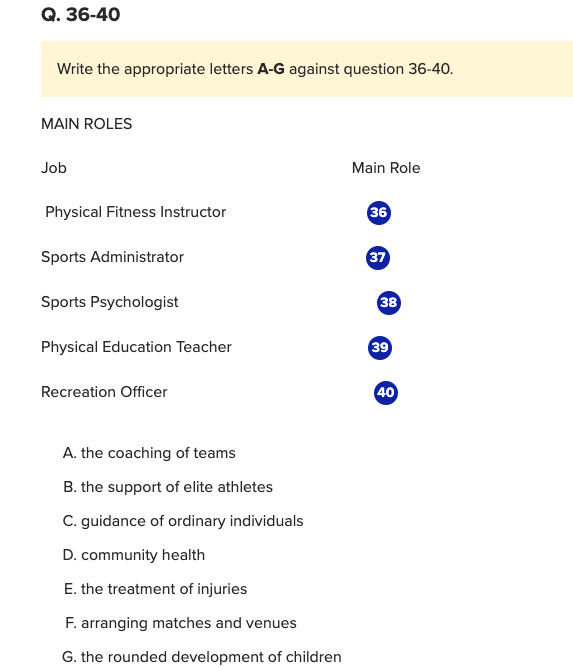 Q. 36-40
Write the appropriate letters A-G against question 36-40.
MAIN ROLES
Job Main Role
Physical Fitness Instructor 36
Sports Administrator 37
Sports Psychologist 38
Physical Education Teacher 39
Recreation Officer 40
A. the coaching of teams
B. the support of elite athletes
C. guidance of ordinary individuals
D. community health
E. the treatment of injuries
F. arranging matches and venues
G. the rounded development of children